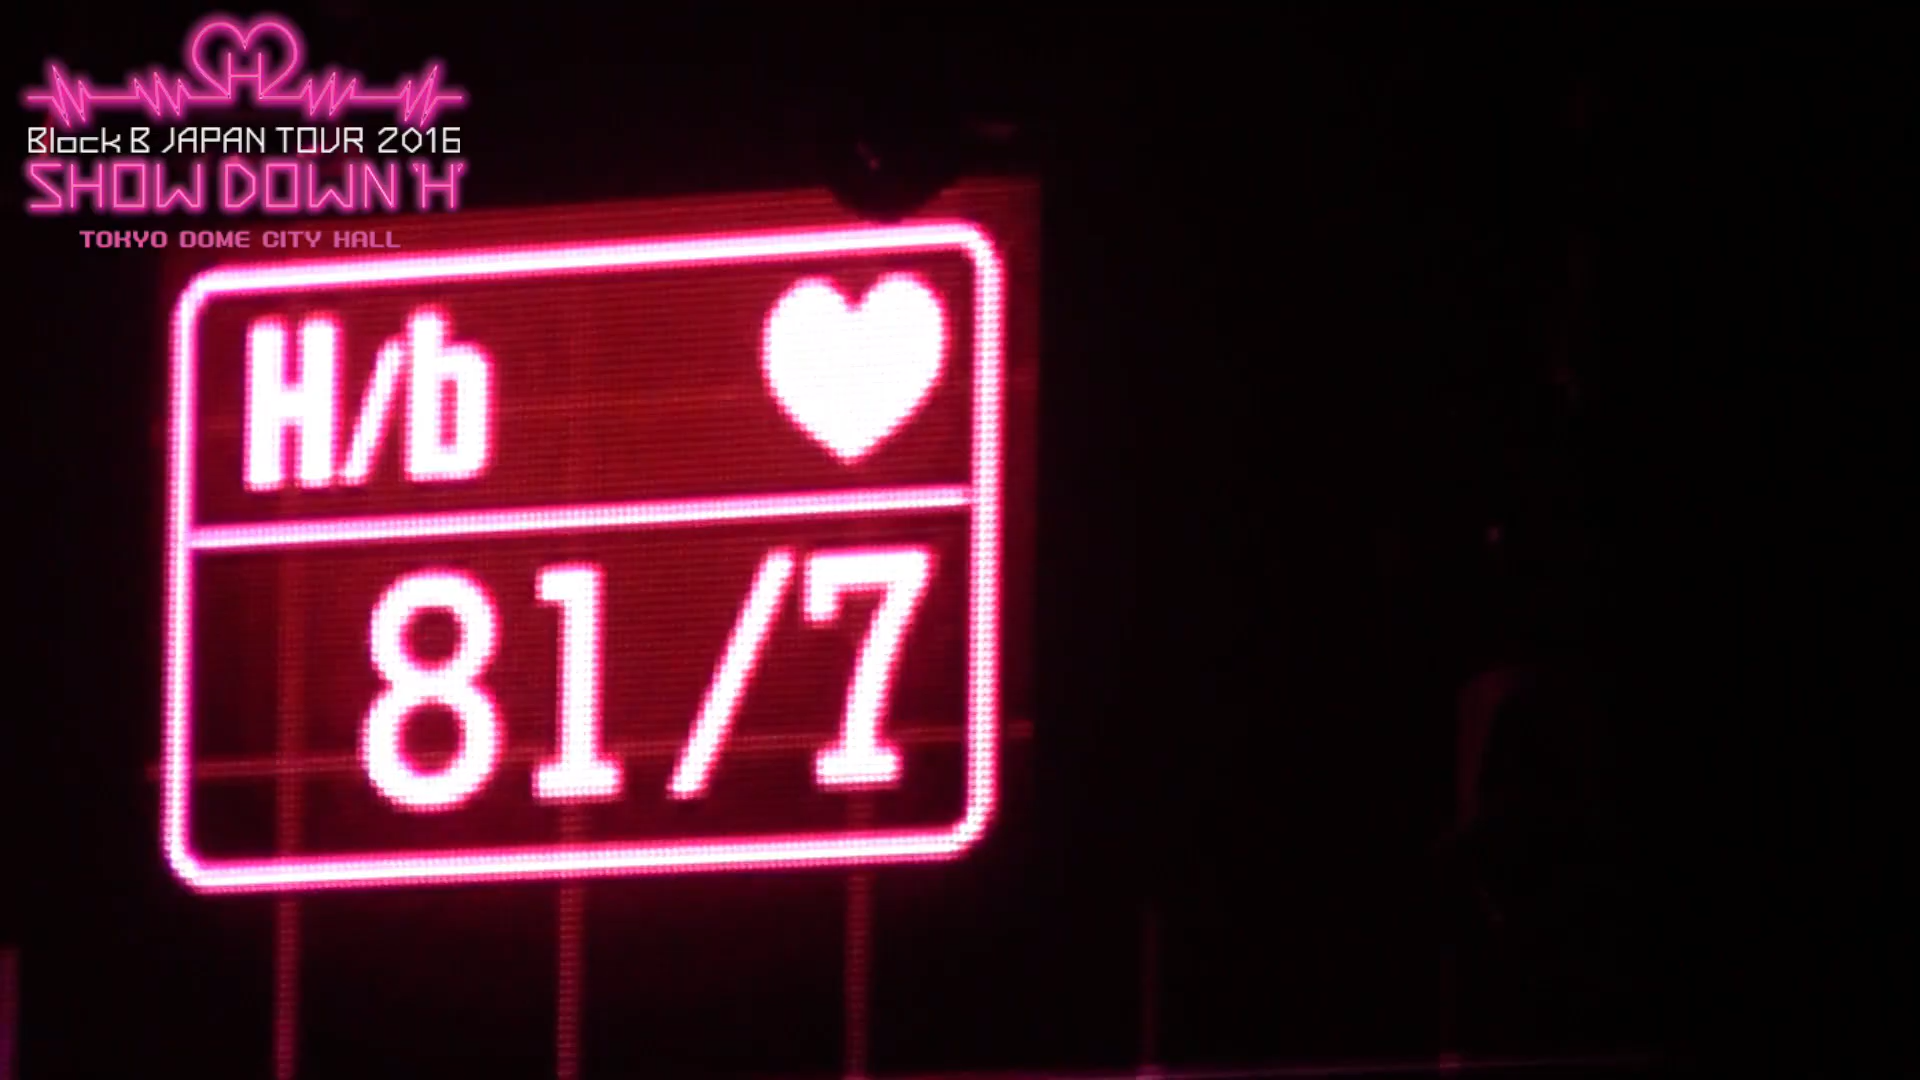 H
Block B JAPAN TOUR 2016
SHOW DOWN 'H'
TOKYO DOME CITY HALL
H/b
81/7